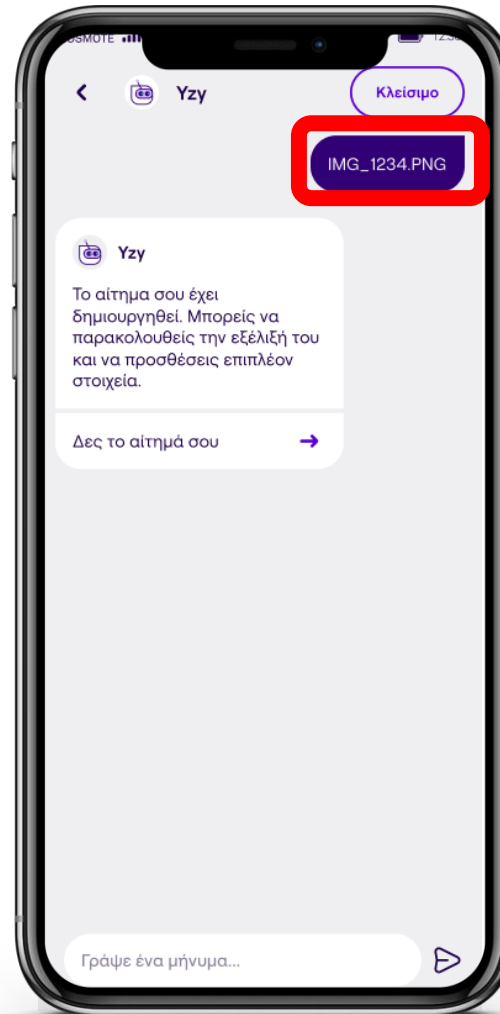 Yzy
Κλείσιμο
IMG_1234.PNG
Yzy
Το αίτημα σου έχει
δημιουργηθεί. Μπορείς να
παρακολουθείς την εξέλιξή του
και να προσθέσεις επιπλέον
στοιχεία.
Δες το αίτημά σου
Γράψε ένα μήνυμα...